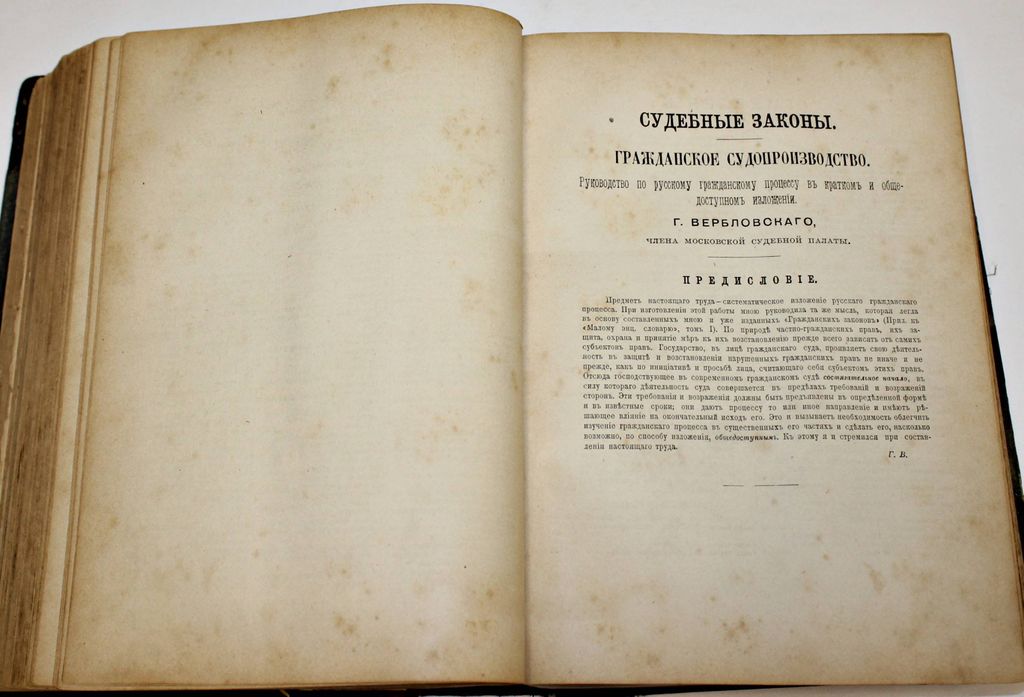 СУДЕБНЫЕ ЗАКОНЫ.
ГРАЖДАНСКОЕ СУДОПРОИЗВОДСТВО.
Руководство по русскому гражданскому процессу въ краткомъ и обще-
доступномъ изложеніи.
Г. ВЕРБЛОВСКАГО,
ЧЛЕНА МОСКОВСКОЙ СУДЕБНОЙ ПАЛАТЫ.
ПРЕДИСЛОВІЕ.
Предметъ настоящаго труда—систематическое изложеніе русскаго гражданскаго
процесса. При изготовленіи этой работы мною руководила та же мысль, которая легла
въ основу составленныхъ мною и уже изданныхъ «Гражданскихъ законовъ» (Прил. къ
«Малому энц. словарю», томъ I). По природѣ частно-гражданскихъ правъ, ихъ за-
щита, охрана и принятіе мѣръ къ ихъ возстановленію прежде всего зависятъ отъ самихъ
субъектовъ правъ. Государство, въ лицѣ гражданскаго суда, проявляетъ свою дѣятель-
ность въ защитѣ и возстановленіи нарушенныхъ гражданскихъ правъ не иначе и не
прежде, какъ по иниціативѣ и просьбѣ лица, считающаго себя субъектомъ этихъ правъ.
Отсюда господствующее въ современномъ гражданскомъ судѣ состязательное начало, въ
силу котораго дѣятельность суда совершается въ предѣлахъ требованій и возраженій
сторонъ. Эти требованія и возраженія должны быть предъявлены въ опредѣленной формѣ
и въ извѣстные сроки; они даютъ процессу то или иное направленіе и имѣютъ рѣ-
шающее вліяніе на окончательный исходъ его. Это и вызываетъ необходимость облегчить
изученіе гражданскаго процесса въ существенныхъ его частяхъ и сдѣлать его, насколько
возможно, по способу изложенія, общедоступнымъ. Къ этому я и стремился при состав-
леніи настоящаго труда.
Г. В.